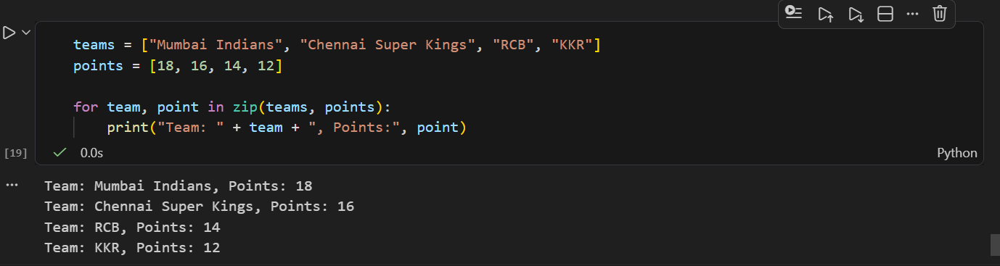 teams = ["Mumbai Indians", "Chennai Super Kings", "RCB", "KKR"]
points = [18, 16, 14, 12]
for team, point in zip(teams, points):
    print("Team: " + team + ", Points:", point)
[19]
0.0s
Python
Team: Mumbai Indians, Points: 18
Team: Chennai Super Kings, Points: 16
Team: RCB, Points: 14
Team: KKR, Points: 12